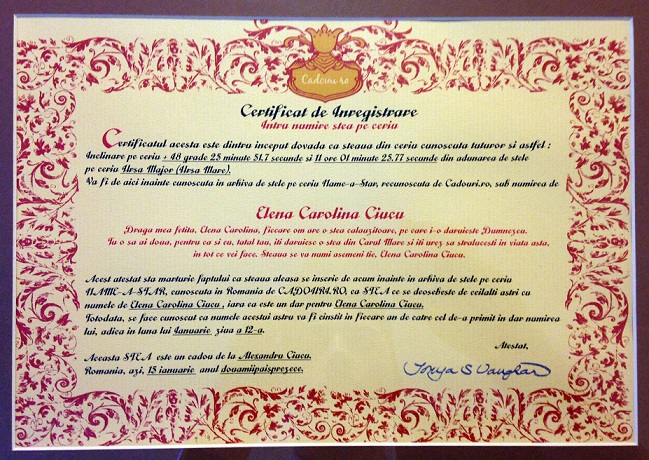 Cadouri.ro
Certificat de Inregistrare
Intru numire stea pe ceriu
Certificatul acesta este dintru inceput dovada ca steaua din ceriu cunoscuta tuturor si astfel :
Inclinare pe ceriu + 48 grade 25 minute 51.7 secunde si 11 ore 01 minute 25.77 secunde din adunarea de stele
pe ceriu Ursa Major (Ursa Mare),
Va fi de aici inainte cunoscuta in arhiva de stele pe ceriu Name-a-Star, recunoscuta de Cadouri.ro, sub numirea de
Elena Carolina Ciucu
Draga mea fetita, Elena Carolina, fiecare om are o stea calauzitoare, pe care i-o daruieste Dumnezeu.
Tu o sa ai doua, pentru ca si eu, tatal tau, iti daruiesc o stea din Carul Mare si iti urez sa stralucesti in viata asta,
in tot ce vei face. Steaua se va numi asemeni tie, Elena Carolina Ciucu.
Acest atestat sta marturie faptului ca steaua aleasa se inscrie de acum inainte in arhiva de stele pe ceriu
NAME-A-STAR, cunoscuta in Romania de CADOURI.RO, ca STEA ce se deosebeste de ceilalti astri cu
numele de Elena Carolina Ciucu , iara ca este un dar pentru Elena Carolina Ciucu.
Totodata, se face cunoscut ca numele acestui astru va fi cinstit in fiecare an de catre cel de-a primit in dar numirea
lui, adica in luna lui Ianuarie ziua a 12-a.
Atestat,
Aceasta STEA este un cadou de la Alexandru Ciucu.
Romania, azi, 15 ianuarie anul douamiipaisprezece.
Tonya S Vaughan